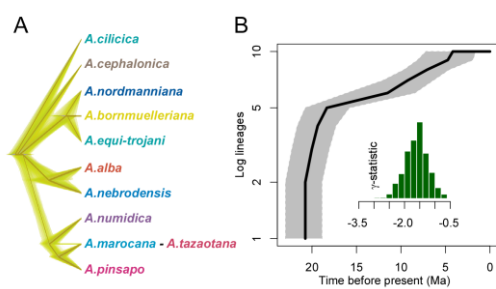 A
A.cilicica
A.cephalonica
A.nordmanniana
A.bornmuelleriana
A.equi-trojani
A.alba
A.nebrodensis
A.numidica
A.marocana - A.tazaotana
A.pinsapo
B
Log lineages
10
5
2
1
γ-statistic
-3.5 -2.0 -0.5
20 15 10 5 0
Time before present (Ma)